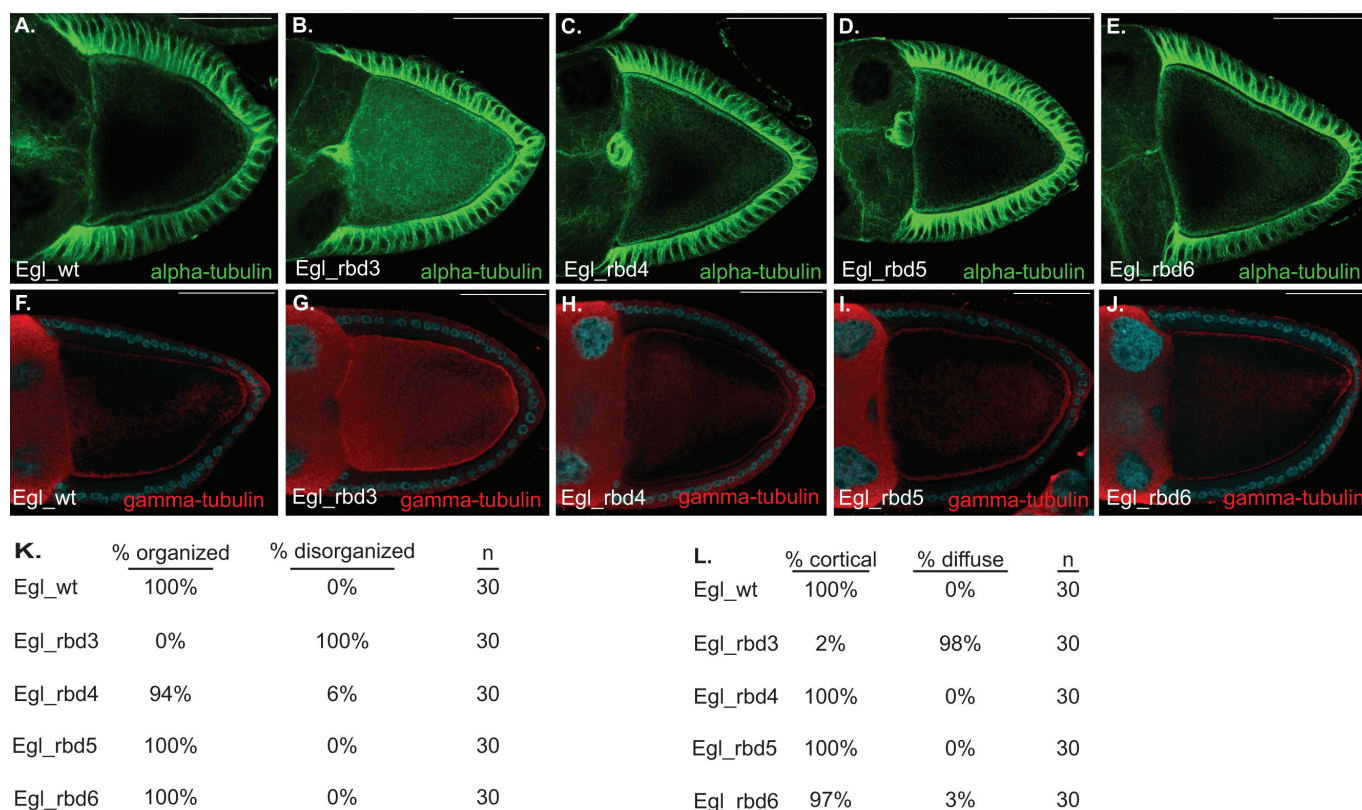 A. B. C. D. E.
Egl_wt alpha-tubulin Egl_rbd3 alpha-tubulin Egl_rbd4 alpha-tubulin Egl_rbd5 alpha-tubulin Egl_rbd6 alpha-tubulin
F. G. H. I. J.
Egl_wt gamma-tubulin Egl_rbd3 gamma-tubulin Egl_rbd4 gamma-tubulin Egl_rbd5 gamma-tubulin Egl_rbd6 gamma-tubulin
K. % organized % disorganized n
Egl_wt 100% 0% 30
Egl_rbd3 0% 100% 30
Egl_rbd4 94% 6% 30
Egl_rbd5 100% 0% 30
Egl_rbd6 100% 0% 30
L. % cortical % diffuse n
Egl_wt 100% 0% 30
Egl_rbd3 2% 98% 30
Egl_rbd4 100% 0% 30
Egl_rbd5 100% 0% 30
Egl_rbd6 97% 3% 30